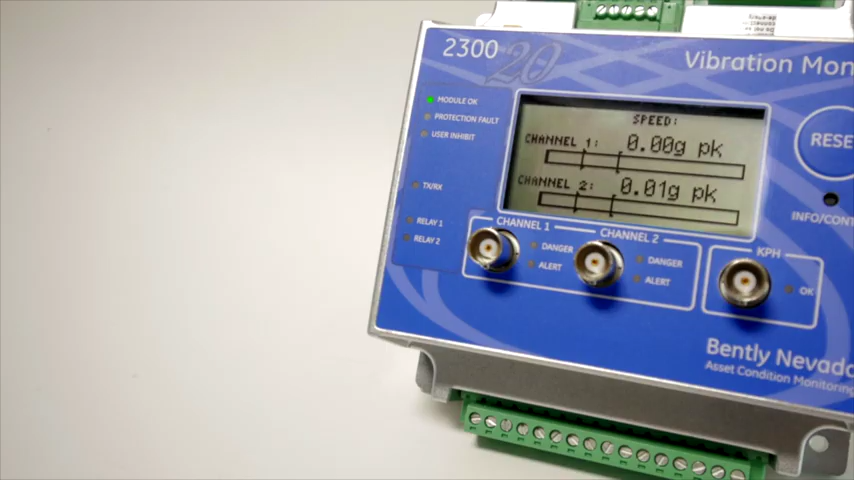 2300
20
Vibration Mon
MODULE OK
PROTECTION FAULT
USER INHIBIT
TX/RX
RELAY 1
RELAY 2
SPEED:
CHANNEL 1: 0.00g pk
CHANNEL 2: 0.01g pk
RESE
INFO/CONT
CHANNEL 1
CHANNEL 2
KPH
DANGER
ALERT
DANGER
ALERT
OK
Bently Nevada
Asset Condition Monitoring